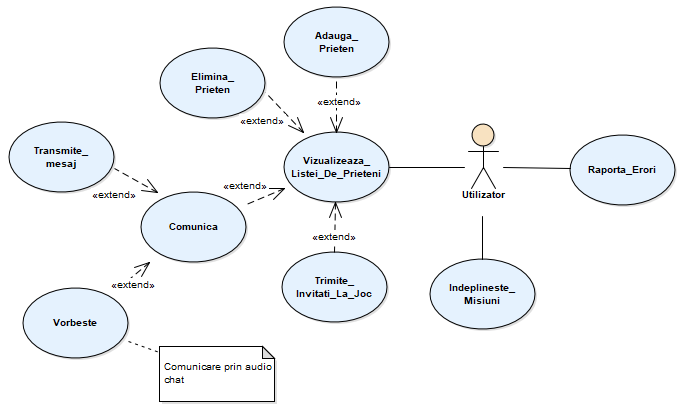 Adauga_
Prieten
Elimina_
Prieten
«extend»
«extend»
Transmite_
mesaj
Vizualizeaza_
Listei_De_Prieteni
Raporta_Erori
«extend»
«extend»
Utilizator
Comunica
«extend»
«extend»
Trimite_
Invitati_La_Joc
Indeplineste_
Misiuni
Vorbeste
Comunicare prin audio
chat